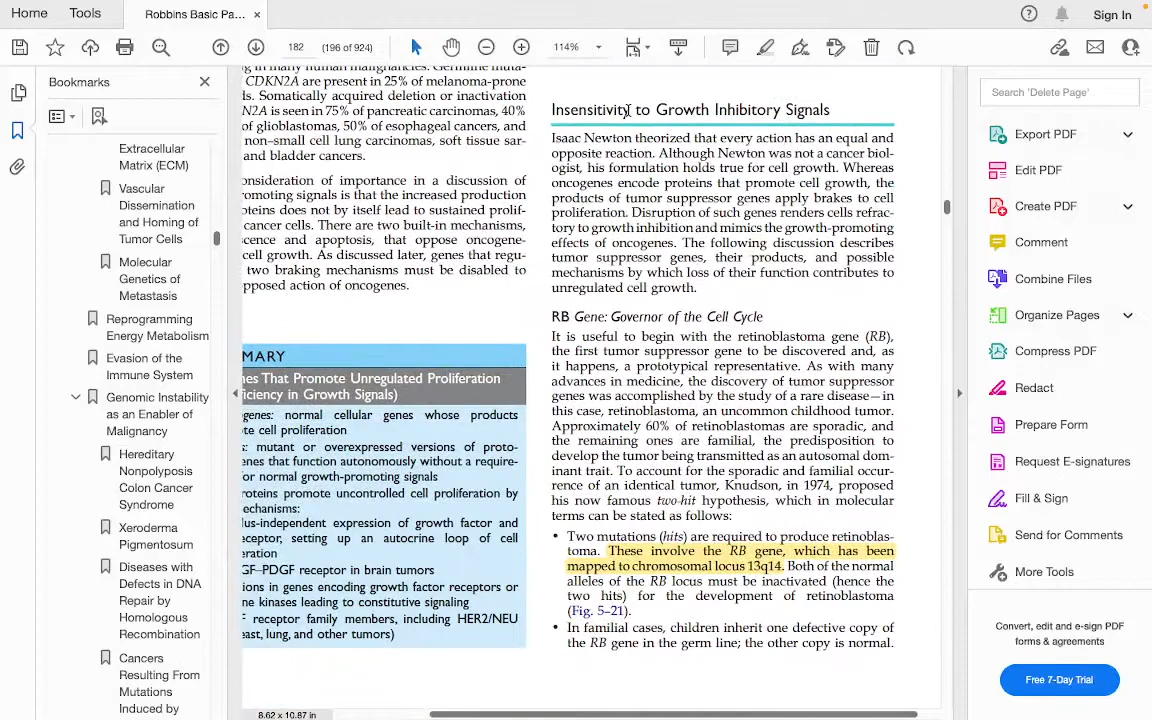 Home
Tools
Robbins Basic Pa...
×
Sign In
182
(196 of 924)
114%
Bookmarks
Extracellular
Matrix (ECM)
Vascular
Dissemination
and Homing of
Tumor Cells
Molecular
Genetics of
Metastasis
Reprogramming
Energy Metabolism
Evasion of the
Immune System
Genomic Instability
as an Enabler of
Malignancy
Hereditary
Nonpolyposis
Colon Cancer
Syndrome
Xeroderma
Pigmentosum
Diseases with
Defects in DNA
Repair by
Homologous
Recombination
Cancers
Resulting From
Mutations
Induced by
g in many human malignancies. Germline muta-
CDKN2A are present in 25% of melanoma-prone
ds. Somatically acquired deletion or inactivation
N2A is seen in 75% of pancreatic carcinomas, 40%
of glioblastomas, 50% of esophageal cancers, and
non–small cell lung carcinomas, soft tissue sar-
and bladder cancers.
onsideration of importance in a discussion of
romoting signals is that the increased production
oteins does not by itself lead to sustained prolif-
cancer cells. There are two built-in mechanisms,
scence and apoptosis, that oppose oncogene-
cell growth. As discussed later, genes that regu-
two braking mechanisms must be disabled to
pposed action of oncogenes.
MARY
nes That Promote Unregulated Proliferation
ficiency in Growth Signals)
ogenes: normal cellular genes whose products
te cell proliferation
s: mutant or overexpressed versions of proto-
enes that function autonomously without a require-
for normal growth-promoting signals
roteins promote uncontrolled cell proliferation by
echanisms:
lus-independent expression of growth factor and
eceptor, setting up an autocrine loop of cell
eration
GF–PDGF receptor in brain tumors
ions in genes encoding growth factor receptors or
ne kinases leading to constitutive signaling
F receptor family members, including HER2/NEU
east, lung, and other tumors)
8.62 x 10.87 in
Insensitivity to Growth Inhibitory Signals
Isaac Newton theorized that every action has an equal and
opposite reaction. Although Newton was not a cancer biol-
ogist, his formulation holds true for cell growth. Whereas
oncogenes encode proteins that promote cell growth, the
products of tumor suppressor genes apply brakes to cell
proliferation. Disruption of such genes renders cells refrac-
tory to growth inhibition and mimics the growth-promoting
effects of oncogenes. The following discussion describes
tumor suppressor genes, their products, and possible
mechanisms by which loss of their function contributes to
unregulated cell growth.
RB Gene: Governor of the Cell Cycle
It is useful to begin with the retinoblastoma gene (RB),
the first tumor suppressor gene to be discovered and, as
it happens, a prototypical representative. As with many
advances in medicine, the discovery of tumor suppressor
genes was accomplished by the study of a rare disease—in
this case, retinoblastoma, an uncommon childhood tumor.
Approximately 60% of retinoblastomas are sporadic, and
the remaining ones are familial, the predisposition to
develop the tumor being transmitted as an autosomal dom-
inant trait. To account for the sporadic and familial occur-
rence of an identical tumor, Knudson, in 1974, proposed
his now famous two-hit hypothesis, which in molecular
terms can be stated as follows:
• Two mutations (hits) are required to produce retinoblas-
toma. These involve the RB gene, which has been
mapped to chromosomal locus 13q14. Both of the normal
alleles of the RB locus must be inactivated (hence the
two hits) for the development of retinoblastoma
(Fig. 5–21).
• In familial cases, children inherit one defective copy of
the RB gene in the germ line; the other copy is normal.
Search 'Delete Page'
Export PDF
Edit PDF
Create PDF
Comment
Combine Files
Organize Pages
Compress PDF
Redact
Prepare Form
Request E-signatures
Fill & Sign
Send for Comments
More Tools
Convert, edit and e-sign PDF
forms & agreements
Free 7-Day Trial